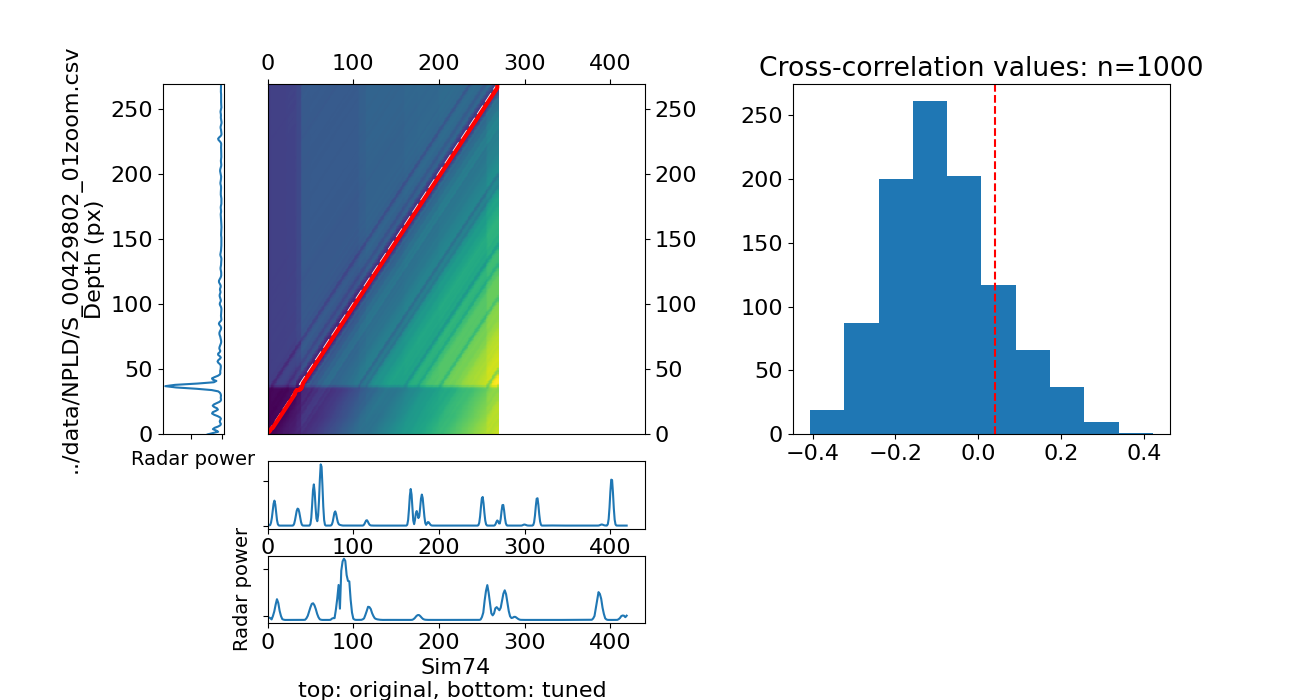 0 100 200 300 400
Cross-correlation values: n=1000
../data/NPLD/S_00429802_01zoom.csv
Depth (px)
250 200 150 100 50 0
250 200 150 100 50 0
250 200 150 100 50 0
−0.4 −0.2 0.0 0.2 0.4
Radar power
0 100 200 300 400
Radar power
0 100 200 300 400
Sim74
top: original, bottom: tuned